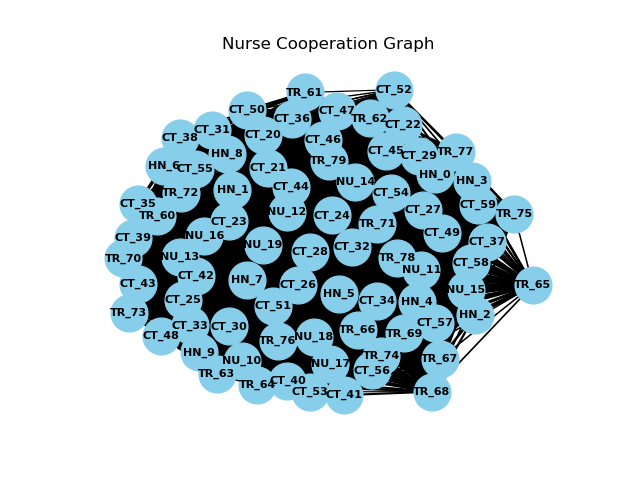 Nurse Cooperation Graph
CT_52
TR_61
CT_50
CT_47
CT_36
TR_62
CT_22
CT_31
CT_20
CT_38
CT_46
CT_45
TR_77
HN_8
CT_29
TR_79
HN_6
CT_55
CT_21
HN_0
HN_3
NU_14
CT_44
HN_1
TR_72
CT_54
CT_35
CT_59
CT_27
NU_12
TR_75
TR_60
CT_24
CT_23
TR_71
CT_49
NU_16
CT_39
CT_37
NU_19
CT_32
CT_28
NU_13
TR_78
TR_70
CT_58
NU_11
CT_42
HN_7
CT_43
CT_26
TR_65
NU_15
HN_5
CT_25
CT_34
HN_4
CT_51
TR_73
HN_2
CT_57
CT_33
CT_30
TR_66
TR_69
CT_48
NU_18
TR_76
HN_9
TR_74
TR_67
NU_10
NU_17
CT_56
TR_63
CT_40
TR_64
CT_53
TR_68
CT_41